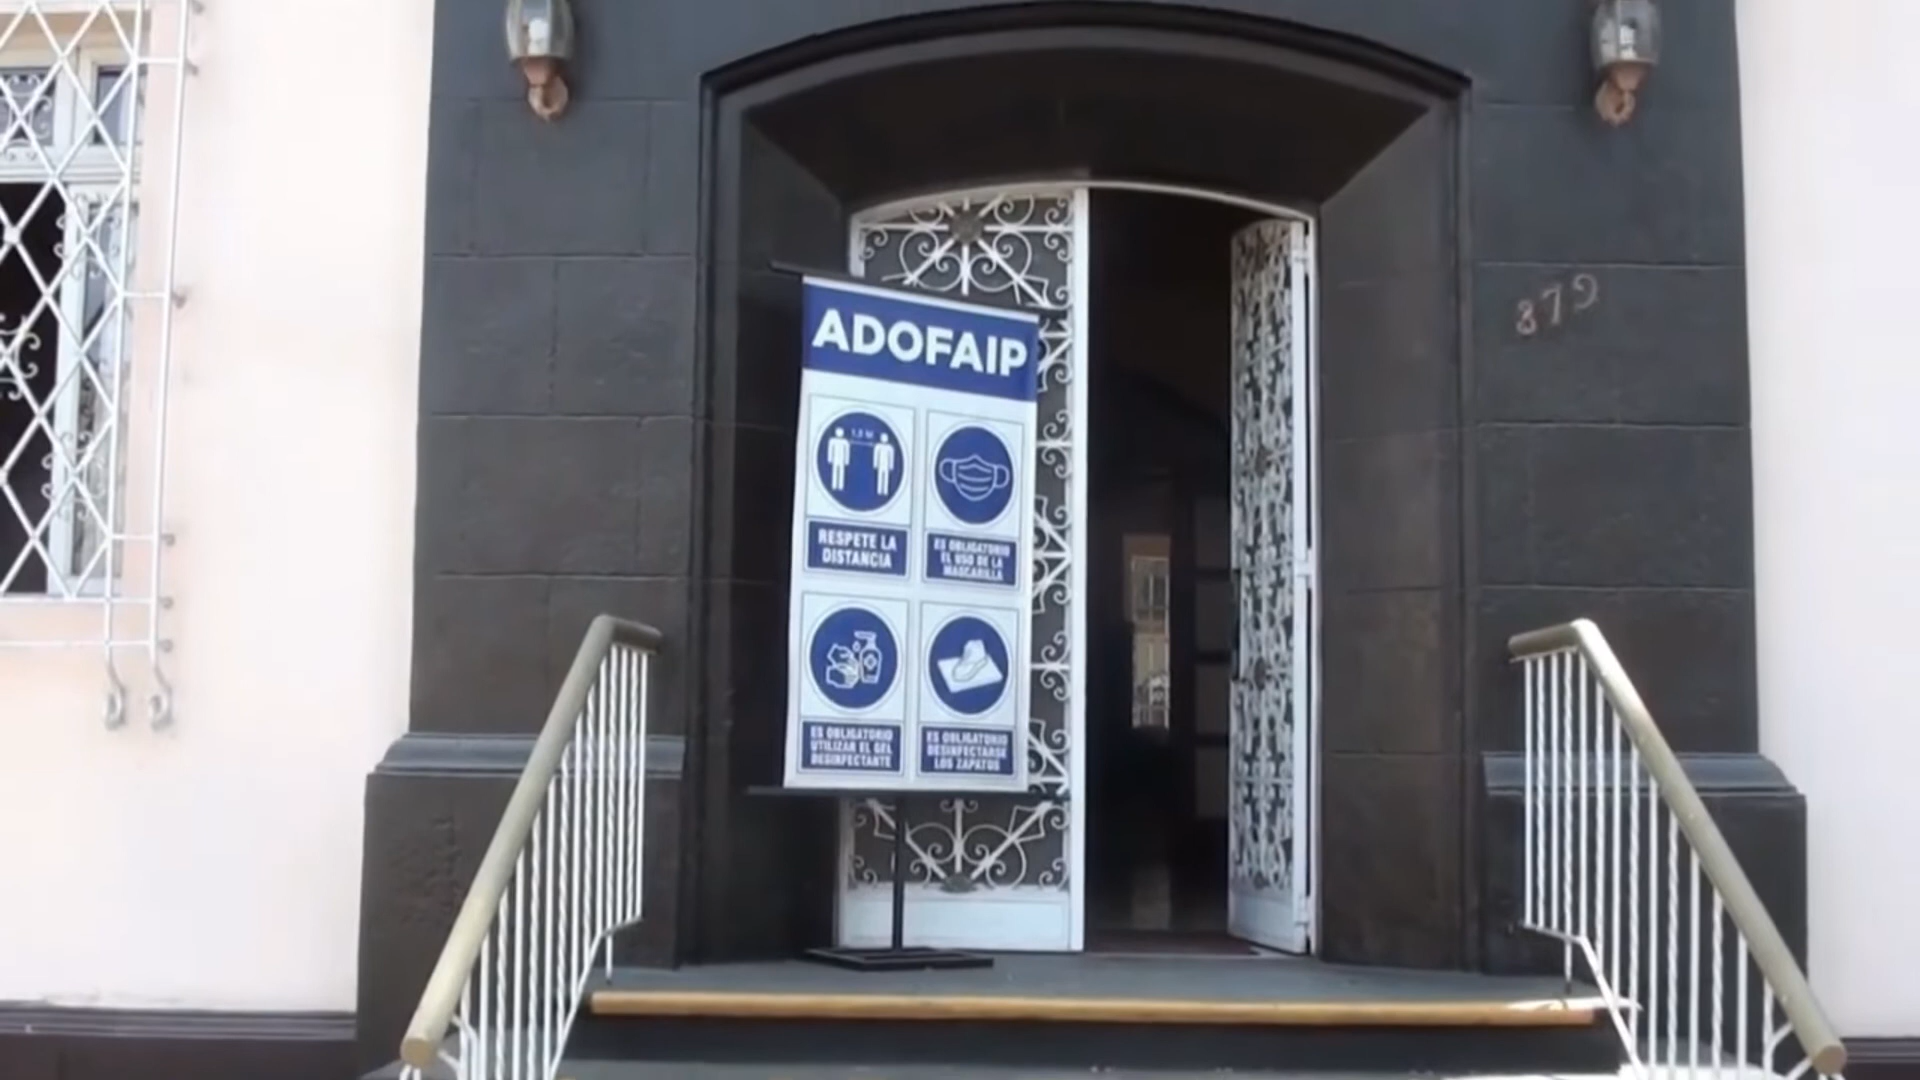 ADOFAIP
1,5 M
RESPETE LA
DISTANCIA
ES OBLIGATORIO
EL USO DE LA
MASCARILLA
ES OBLIGATORIO
UTILIZAR EL GEL
DESINFECTANTE
ES OBLIGATORIO
DESINFECTARSE
LOS ZAPATOS
879